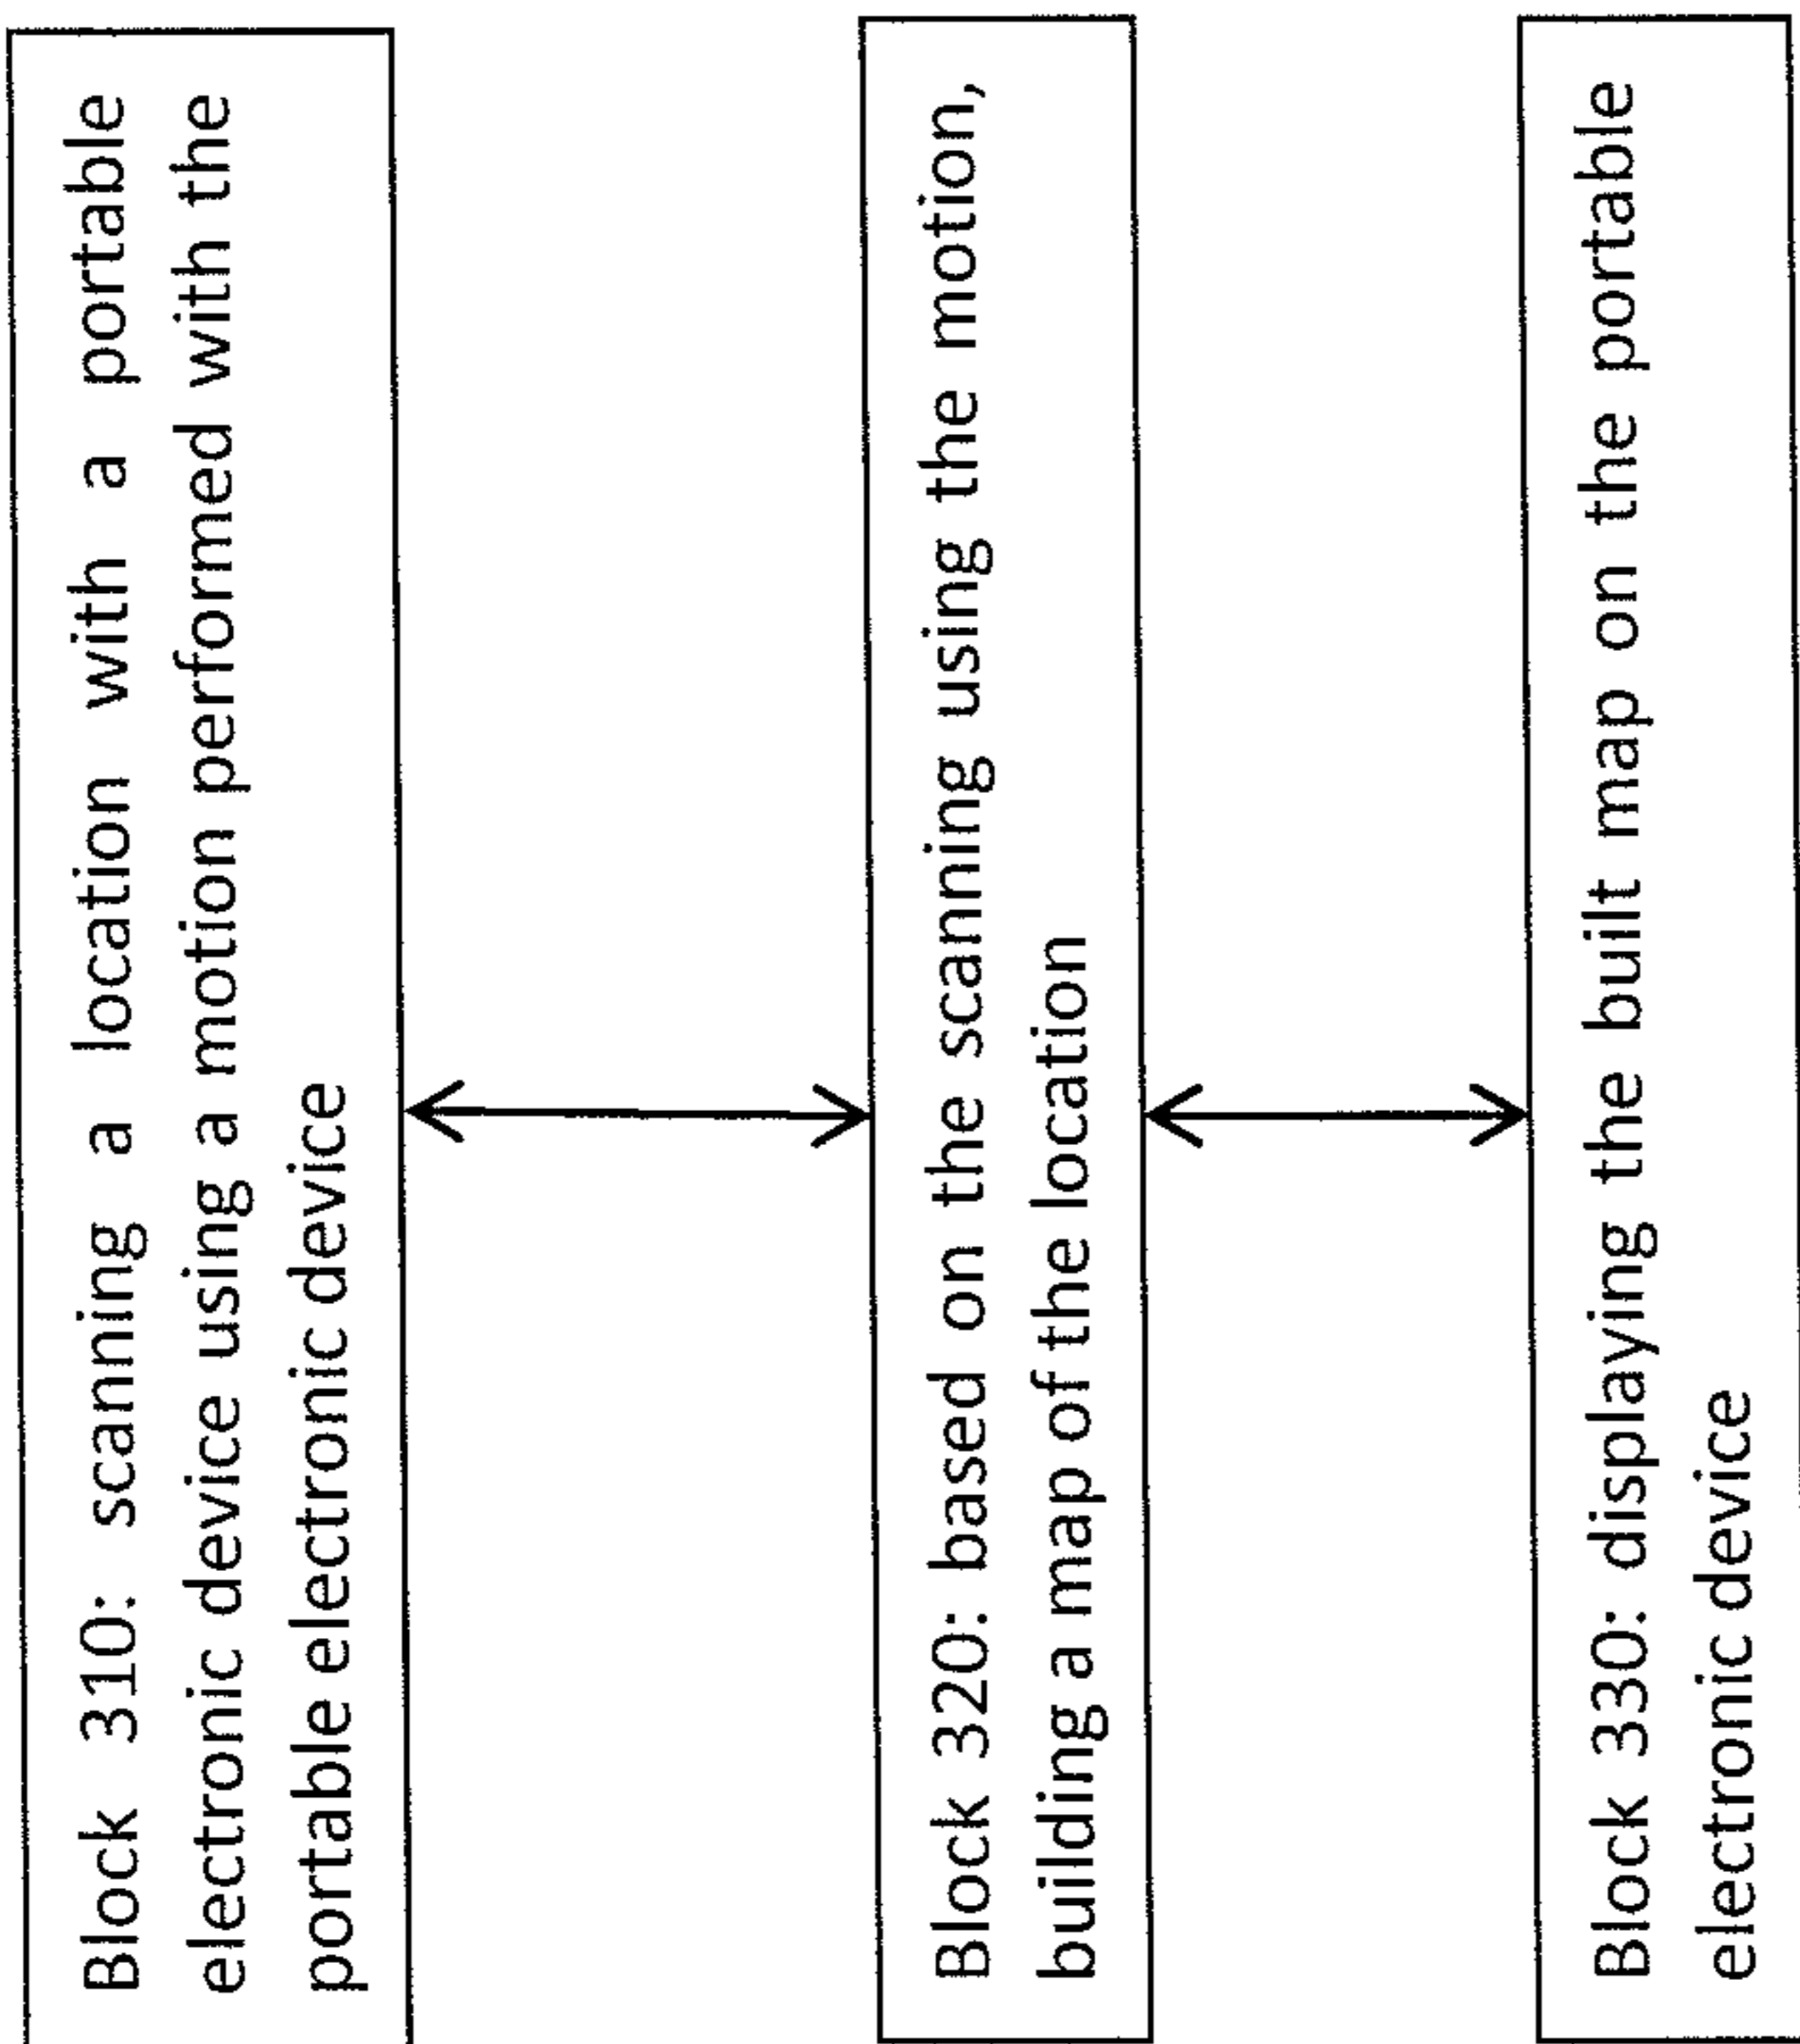 Block 310: scanning a location with a portable
electronic device using a motion performed with the
portable electronic device
Block 320: based on the scanning using the motion,
building a map of the location
Block 330: displaying the built map on the portable
electronic device